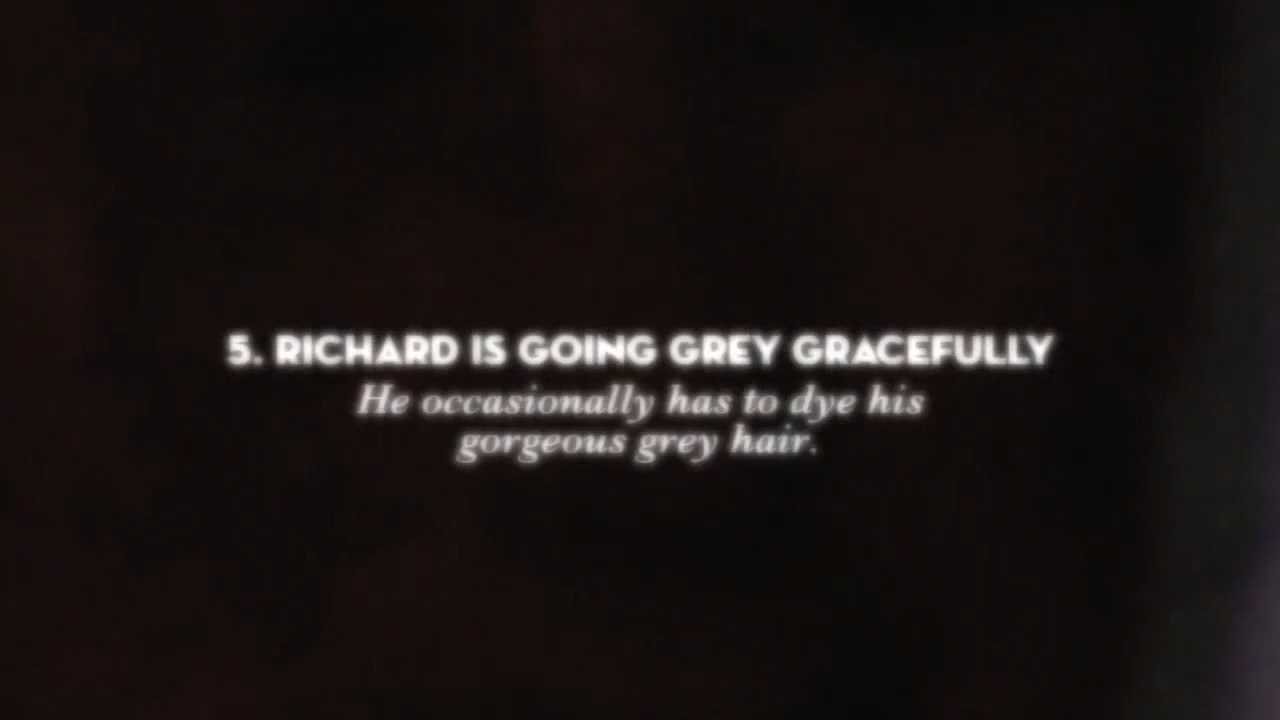 5. RICHARD IS GOING GREY GRACEFULLY
He occasionally has to dye his
gorgeous grey hair.